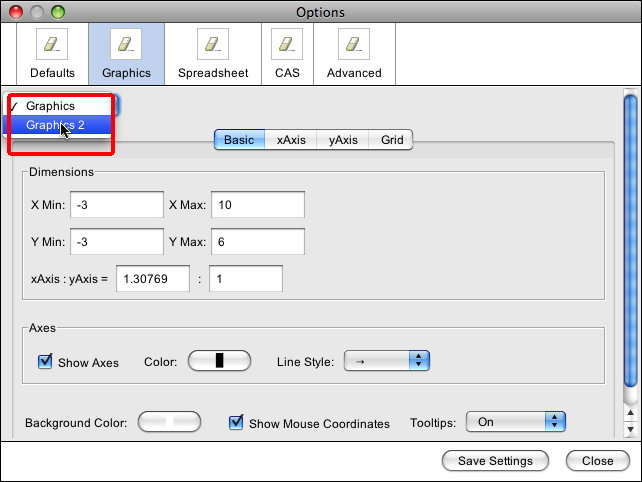 Options
Defaults Graphics Spreadsheet CAS Advanced
✓ Graphics
Graphics 2
Basic xAxis yAxis Grid
Dimensions
X Min: -3 X Max: 10
Y Min: -3 Y Max: 6
xAxis : yAxis = 1.30769 : 1
Axes
Show Axes Color: Line Style: →
Background Color: Show Mouse Coordinates Tooltips: On
Save Settings Close